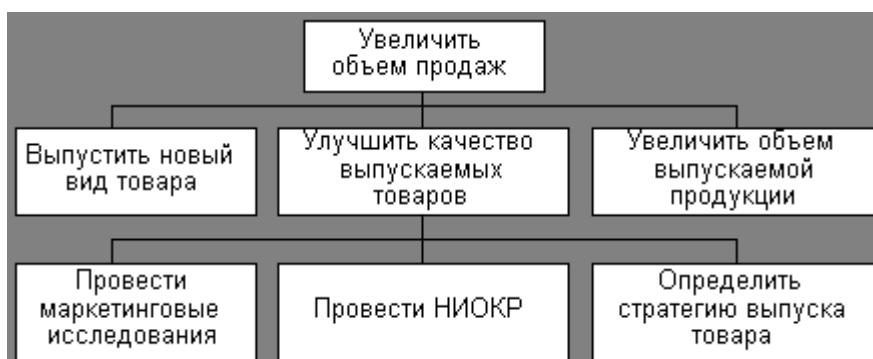 Увеличить
объем продаж
Выпустить новый
вид товара
Улучшить качество
выпускаемых
товаров
Увеличить объем
выпускаемой
продукции
Провести
маркетинговые
исследования
Провести НИОКР
Определить
стратегию выпуска
товара